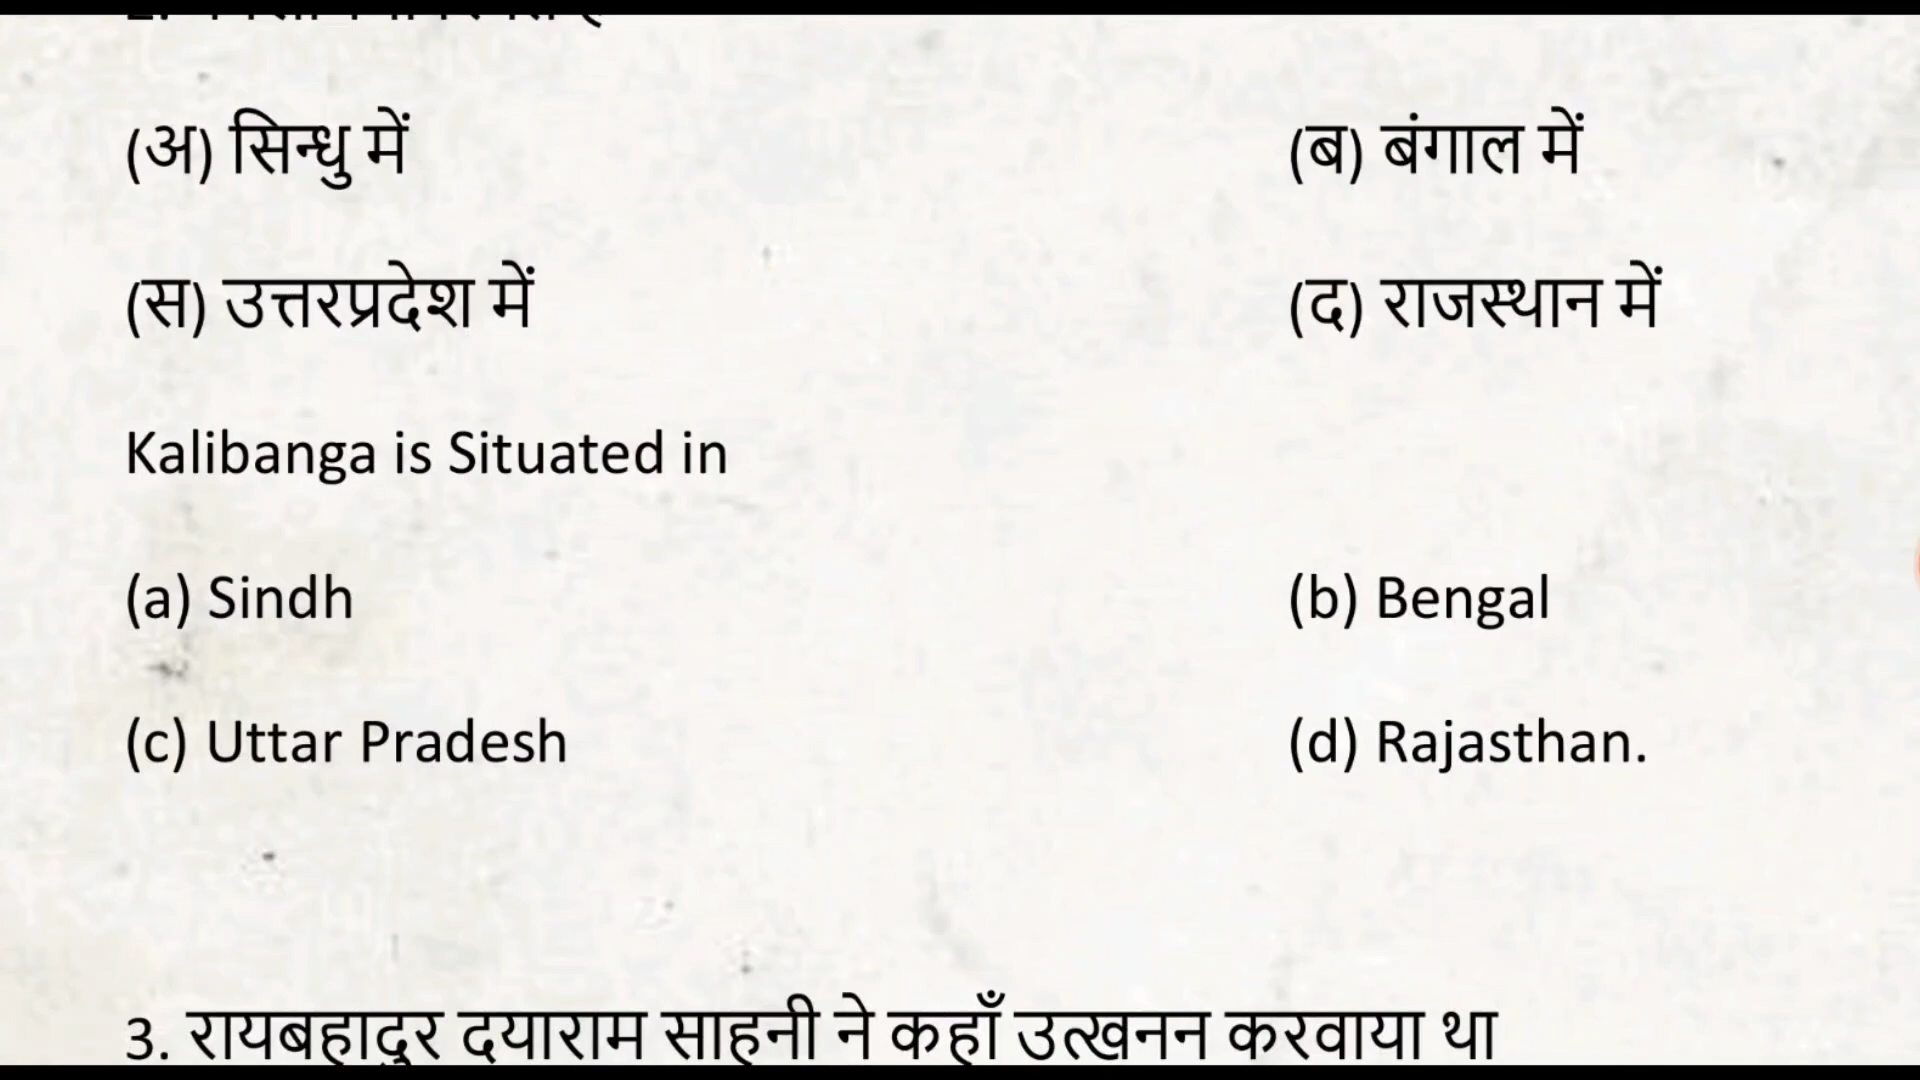 (अ) सिन्धु में (ब) बंगाल में
(स) उत्तरप्रदेश में (द) राजस्थान में
Kalibanga is Situated in
(a) Sindh (b) Bengal
(c) Uttar Pradesh (d) Rajasthan.
3. रायबहादुर दयाराम साहनी ने कहाँ उत्खनन करवाया था